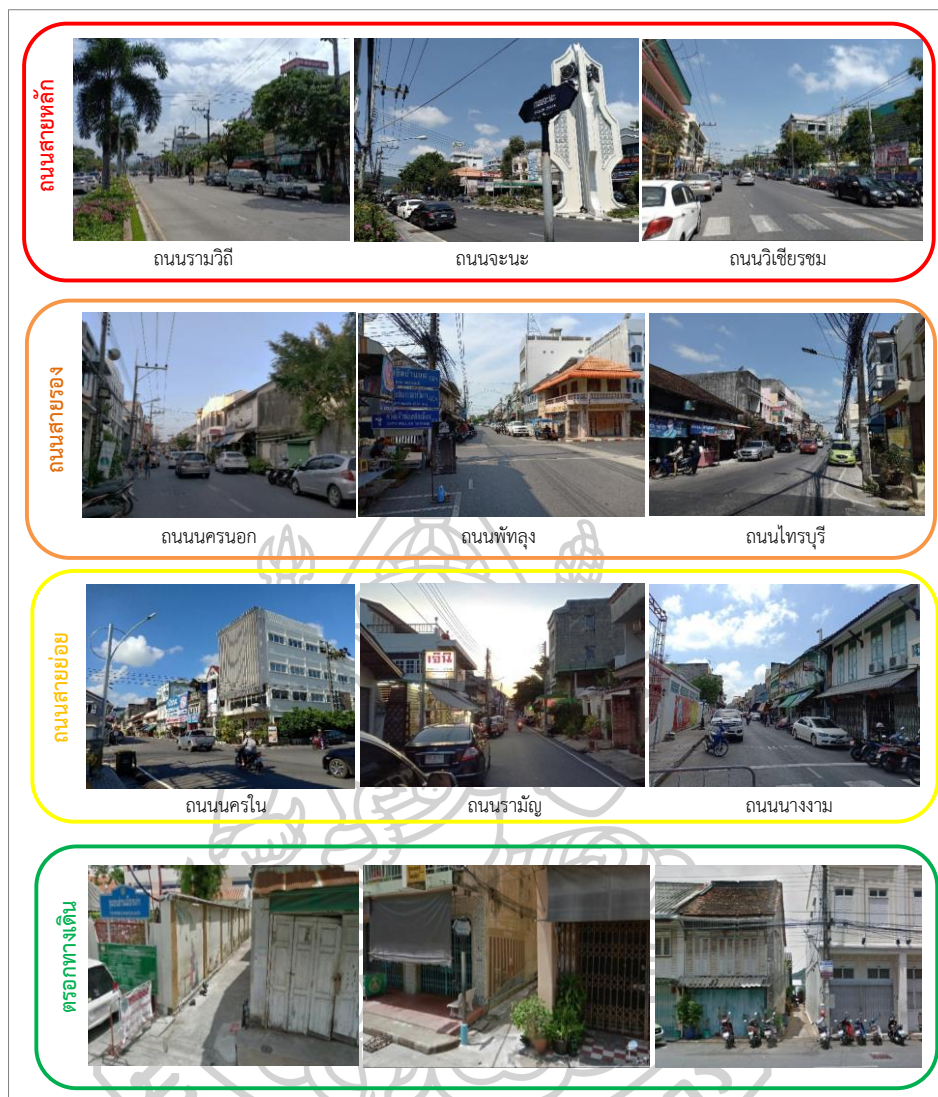 ถนนสายหลัก
ถนนรามวิถี
ถนนจะนะ
ถนนวิเชียรชม
ถนนสายรอง
ถนนนครนอก
ถนนพัทลุง
ถนนไทรบุรี
ถนนสายย่อย
เจินี
ถนนนครใน
ถนนรามัญ
ถนนนางงาม
ตรอกทางเดิน